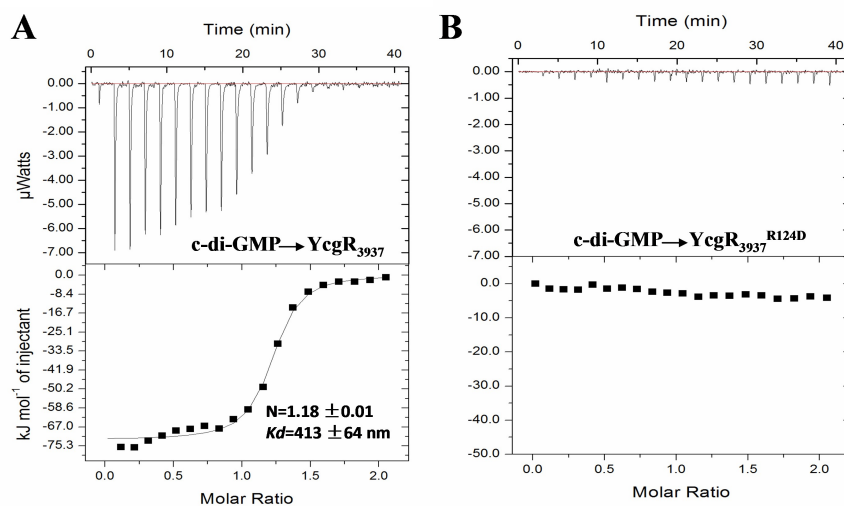 A
Time (min)
0 10 20 30 40
0.00
-1.00
-2.00
-3.00
-4.00
-5.00
-6.00
-7.00
µWatts
c-di-GMP→YcgR3937
0.0
-8.4
-16.7
-25.1
-33.5
-41.9
-50.2
-58.6
-67.0
-75.3
kJ mol-1 of injectant
N=1.18 ±0.01
Kd=413 ±64 nm
0.0 0.5 1.0 1.5 2.0
Molar Ratio
B
Time (min)
0 10 20 30 40
0.00
-1.00
-2.00
-3.00
-4.00
-5.00
-6.00
-7.00
c-di-GMP→YcgR3937 R124D
0.0
-10.0
-20.0
-30.0
-40.0
-50.0
0.0 0.5 1.0 1.5 2.0
Molar Ratio